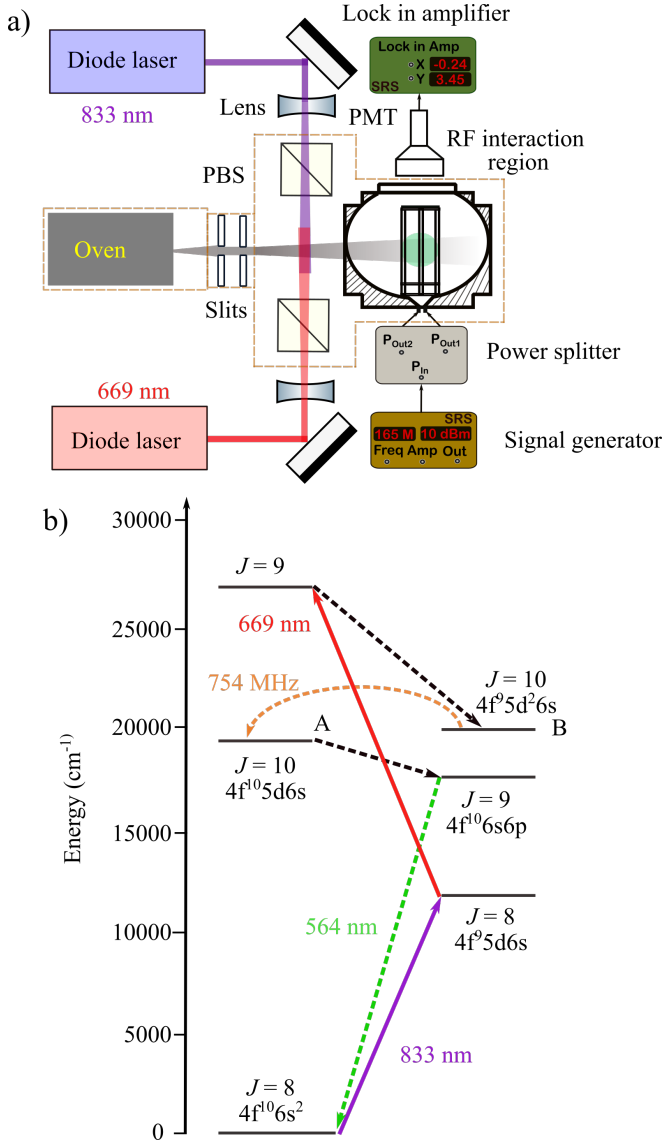 a)
Lock in amplifier
Diode laser
833 nm
Lens
PMT
Lock in Amp
X -0.24
Y 3.45
SRS
RF interaction
region
PBS
Oven
Slits
P_Out2
P_Out1
P_In
Power splitter
669 nm
Diode laser
SRS
165 M 10 dBm
Freq Amp Out
Signal generator
b)
Energy (cm⁻¹)
30000
25000
20000
15000
10000
5000
0
J = 9
669 nm
754 MHz
J = 10
4f⁹5d²6s
A
B
J = 10
4f¹⁰5d6s
J = 9
4f¹⁰6s6p
564 nm
J = 8
4f⁹5d6s
833 nm
J = 8
4f¹⁰6s²